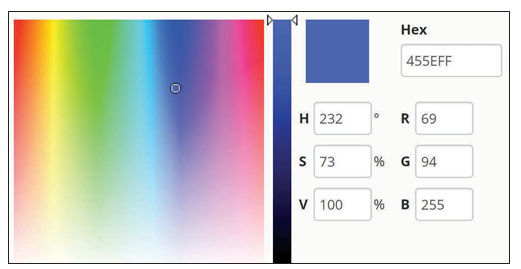 Hex
455EFF
H 232 ° R 69
S 73 % G 94
V 100 % B 255